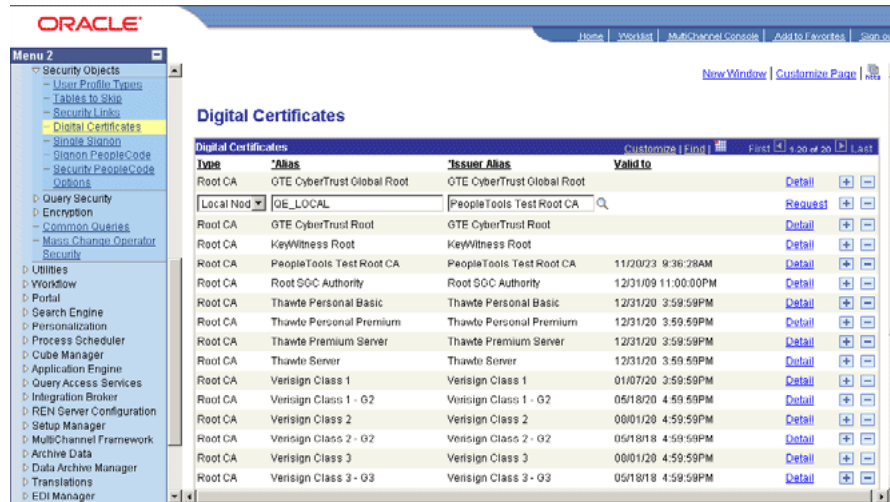 ORACLE
Home | Worklist | MultiChannel Console | Add to Favorites | Sign o
Menu 2
Security Objects
User Profile Types
Tables to Skip
Security Links
Digital Certificates
Single Signon
Signon PeopleCode
Security PeopleCode
Options
Query Security
Encryption
Common Queries
Mass Change Operator
Security
Utilities
Workflow
Portal
Search Engine
Personalization
Process Scheduler
Cube Manager
Application Engine
Query Access Services
Integration Broker
REN Server Configuration
Setup Manager
MultiChannel Framework
Archive Data
Data Archive Manager
Translations
EDI Manager
New Window | Customize Page |
Digital Certificates
Digital Certificates Customize | Find | First 1-20 of 20 Last
Type *Alias *Issuer Alias Valid to
Root CA GTE CyberTrust Global Root GTE CyberTrust Global Root Detail
Local Nod QE_LOCAL PeopleTools Test Root CA Request
Root CA GTE CyberTrust Root GTE CyberTrust Root Detail
Root CA KeyWitness Root KeyWitness Root Detail
Root CA PeopleTools Test Root CA PeopleTools Test Root CA 11/20/23 9:36:28AM Detail
Root CA Root SGC Authority Root SGC Authority 12/31/09 11:00:00PM Detail
Root CA Thawte Personal Basic Thawte Personal Basic 12/31/20 3:59:59PM Detail
Root CA Thawte Personal Premium Thawte Personal Premium 12/31/20 3:59:59PM Detail
Root CA Thawte Premium Server Thawte Premium Server 12/31/20 3:59:59PM Detail
Root CA Thawte Server Thawte Server 12/31/20 3:59:59PM Detail
Root CA Verisign Class 1 Verisign Class 1 01/07/20 3:59:59PM Detail
Root CA Verisign Class 1 - G2 Verisign Class 1 - G2 05/18/20 4:59:59PM Detail
Root CA Verisign Class 2 Verisign Class 2 08/01/20 4:59:59PM Detail
Root CA Verisign Class 2 - G2 Verisign Class 2 - G2 05/18/18 4:59:59PM Detail
Root CA Verisign Class 3 Verisign Class 3 08/01/20 4:59:59PM Detail
Root CA Verisign Class 3 - G3 Verisign Class 3 - G3 05/18/18 4:59:59PM Detail